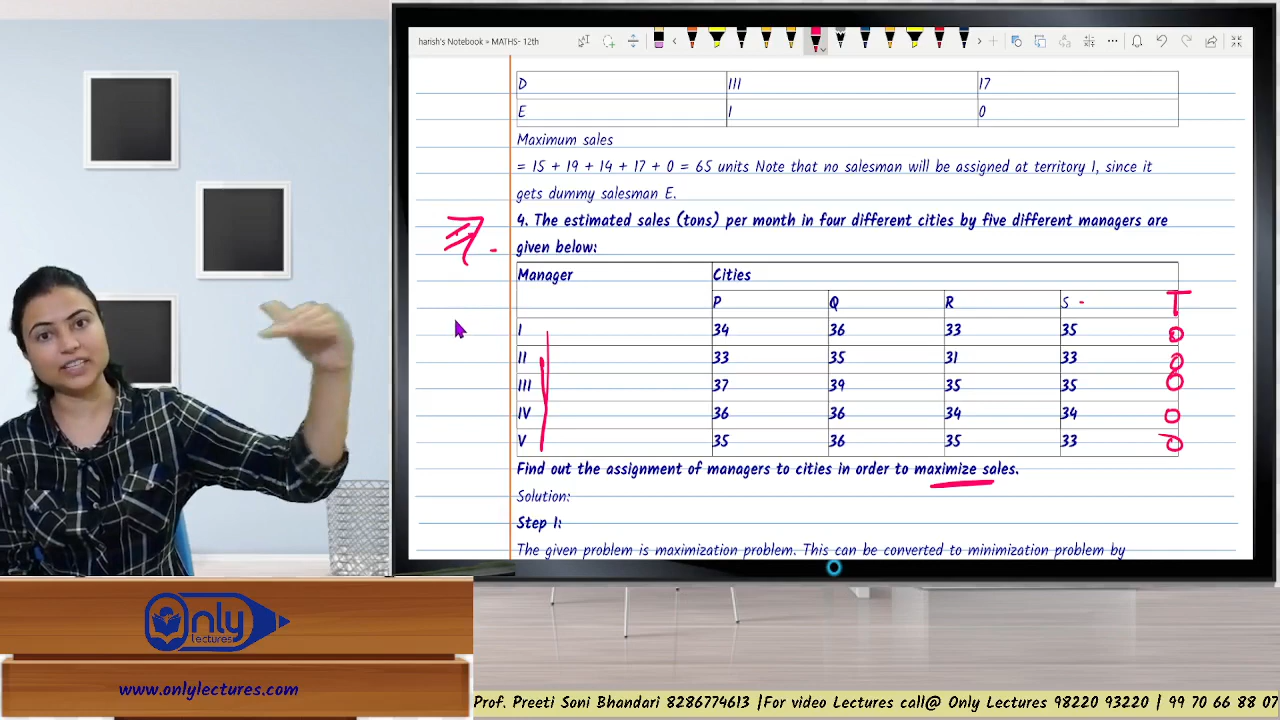 harish's Notebook » MATHS- 12th
D III 17
E I 0
Maximum sales
= 15 + 19 + 14 + 17 + 0 = 65 units Note that no salesman will be assigned at territory 1, since it
gets dummy salesman E.
4. The estimated sales (tons) per month in four different cities by five different managers are
given below:
Manager Cities
P Q R S T
I 34 36 33 35 0
II 33 35 31 33 0
III 37 39 35 35 0
IV 36 36 34 34 0
V 35 36 35 33 0
Find out the assignment of managers to cities in order to maximize sales.
Solution:
Step 1:
The given problem is maximization problem. This can be converted to minimization problem by
Only
lectures
www.onlylectures.com
Prof. Preeti Soni Bhandari 8286774613 |For video Lectures call@ Only Lectures 98220 93220 | 99 70 66 88 07